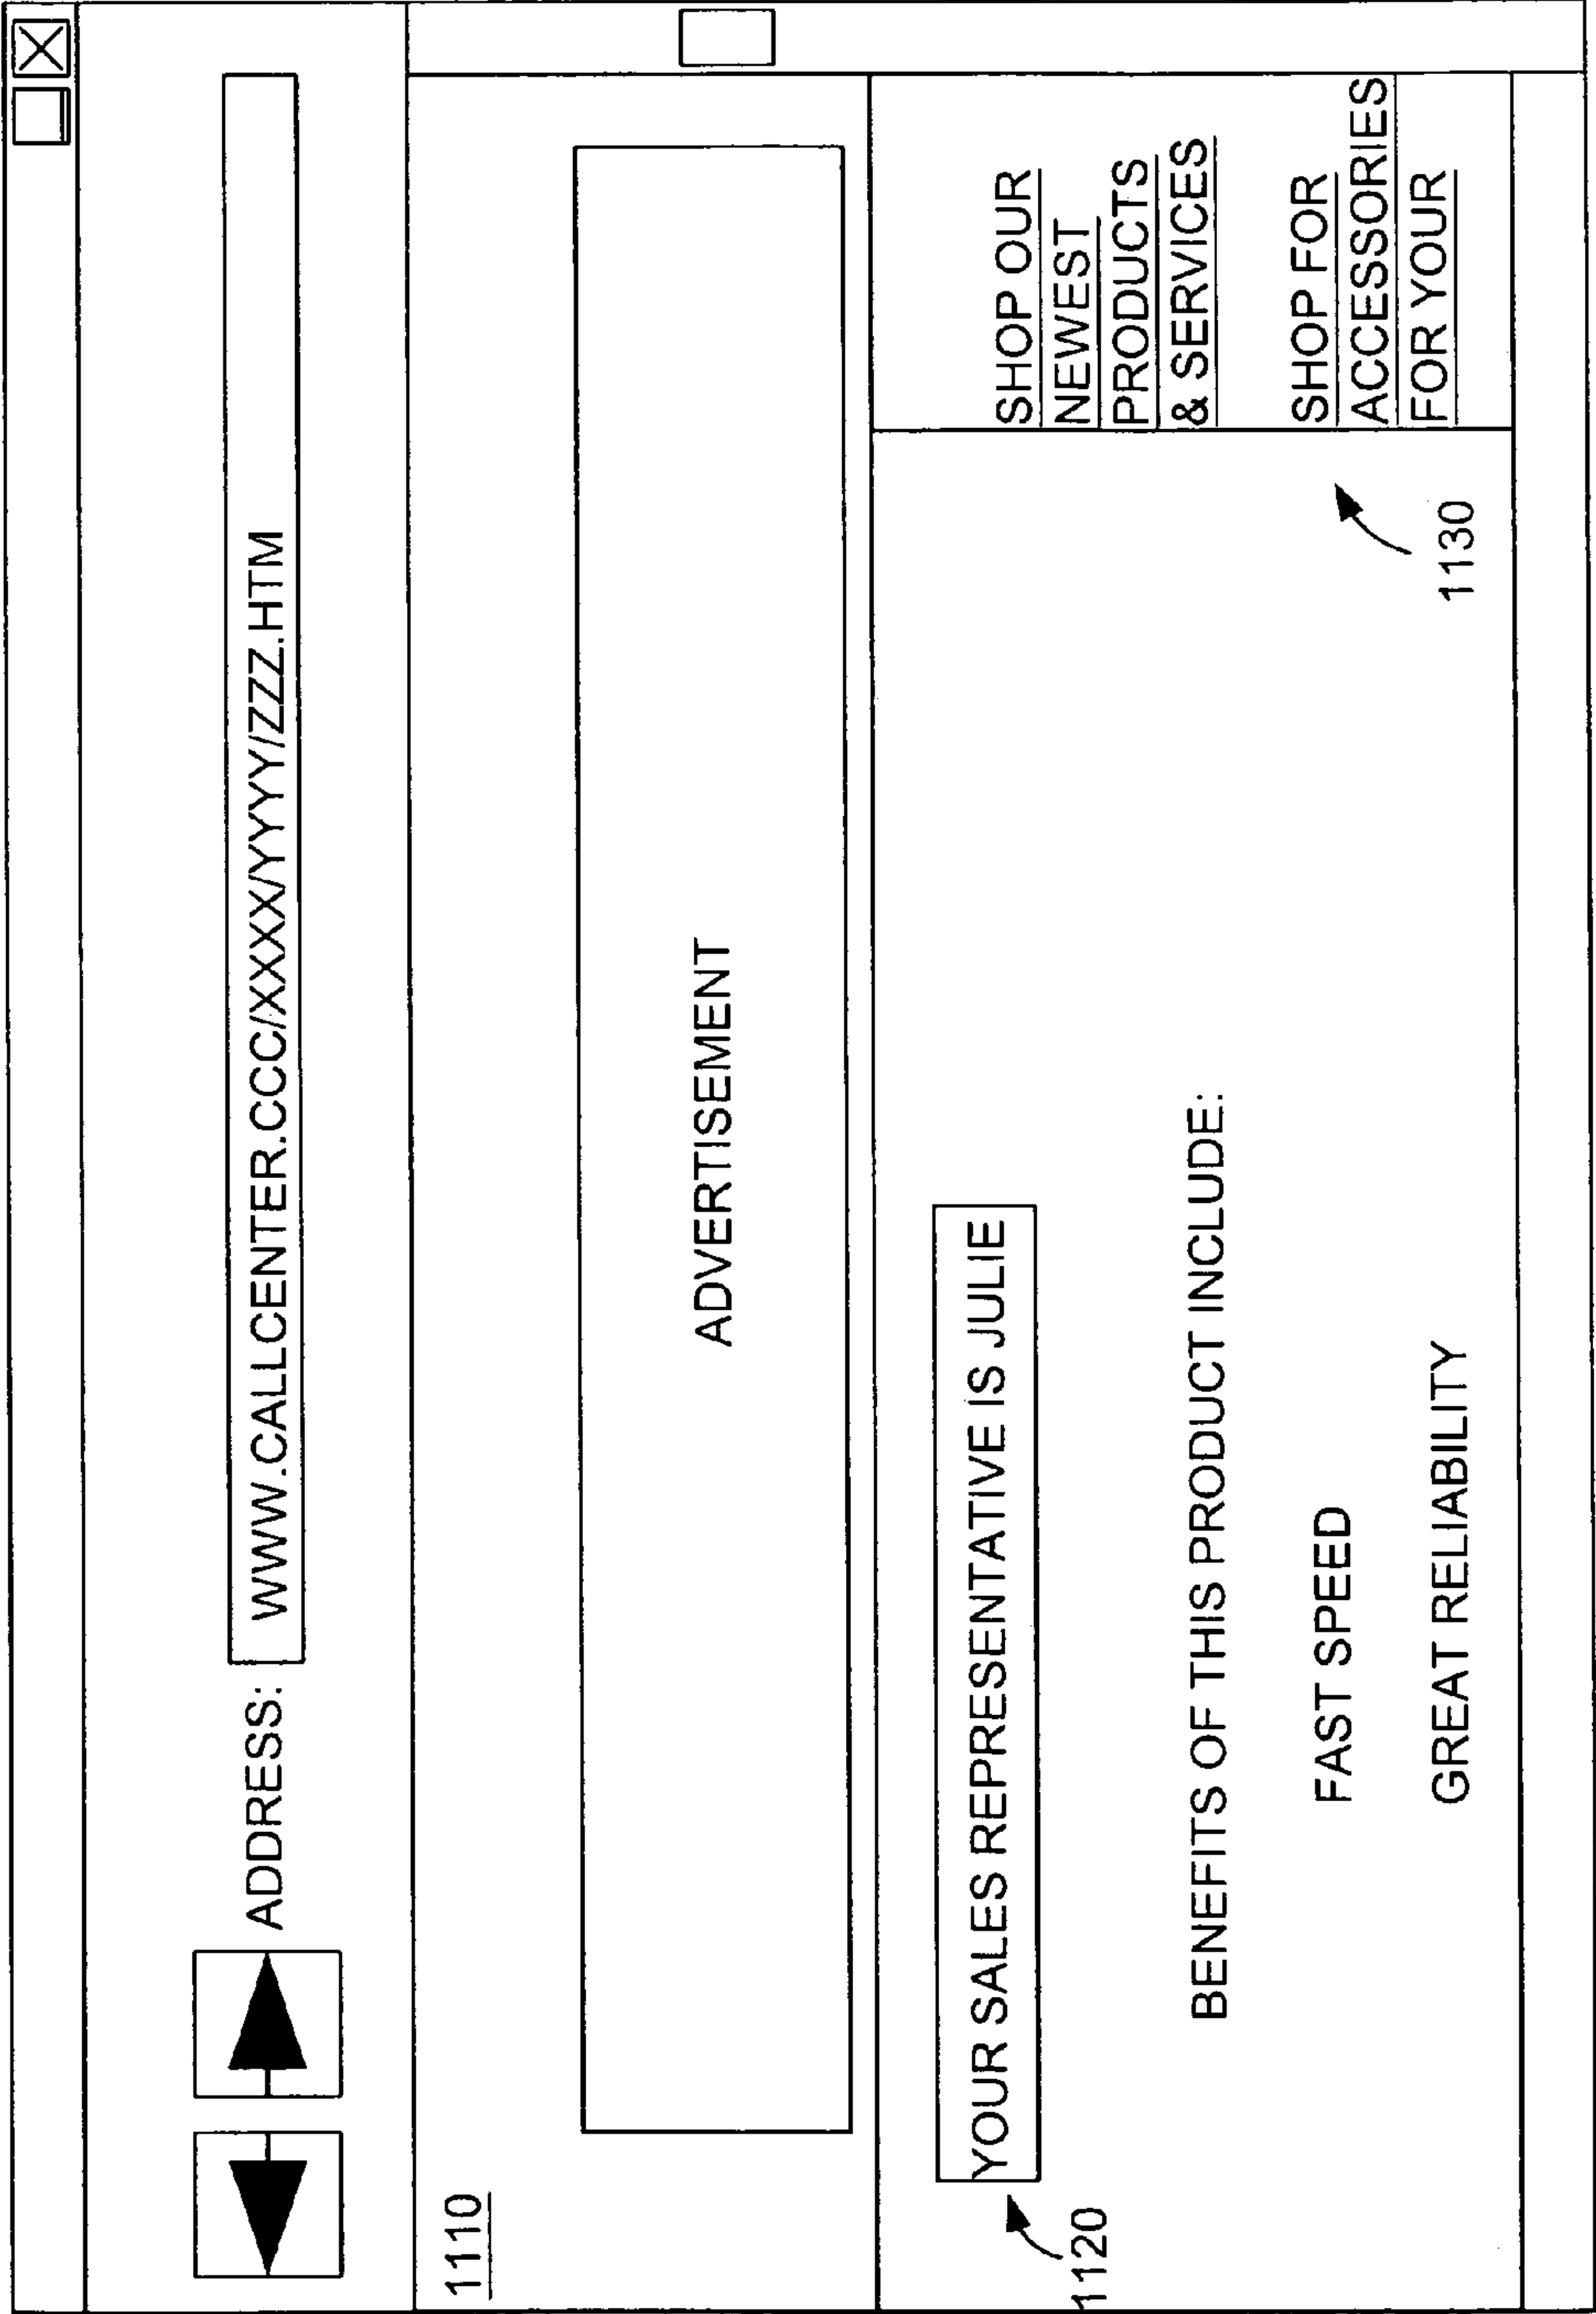 ADDRESS: WWW.CALLCENTER.CCC/XXXX/YYYY/ZZZ.HTM
1110
ADVERTISEMENT
YOUR SALES REPRESENTATIVE IS JULIE
1120
BENEFITS OF THIS PRODUCT INCLUDE:
FAST SPEED
GREAT RELIABILITY
SHOP OUR
NEWEST
PRODUCTS
& SERVICES
SHOP FOR
ACCESSORIES
FOR YOUR
1130